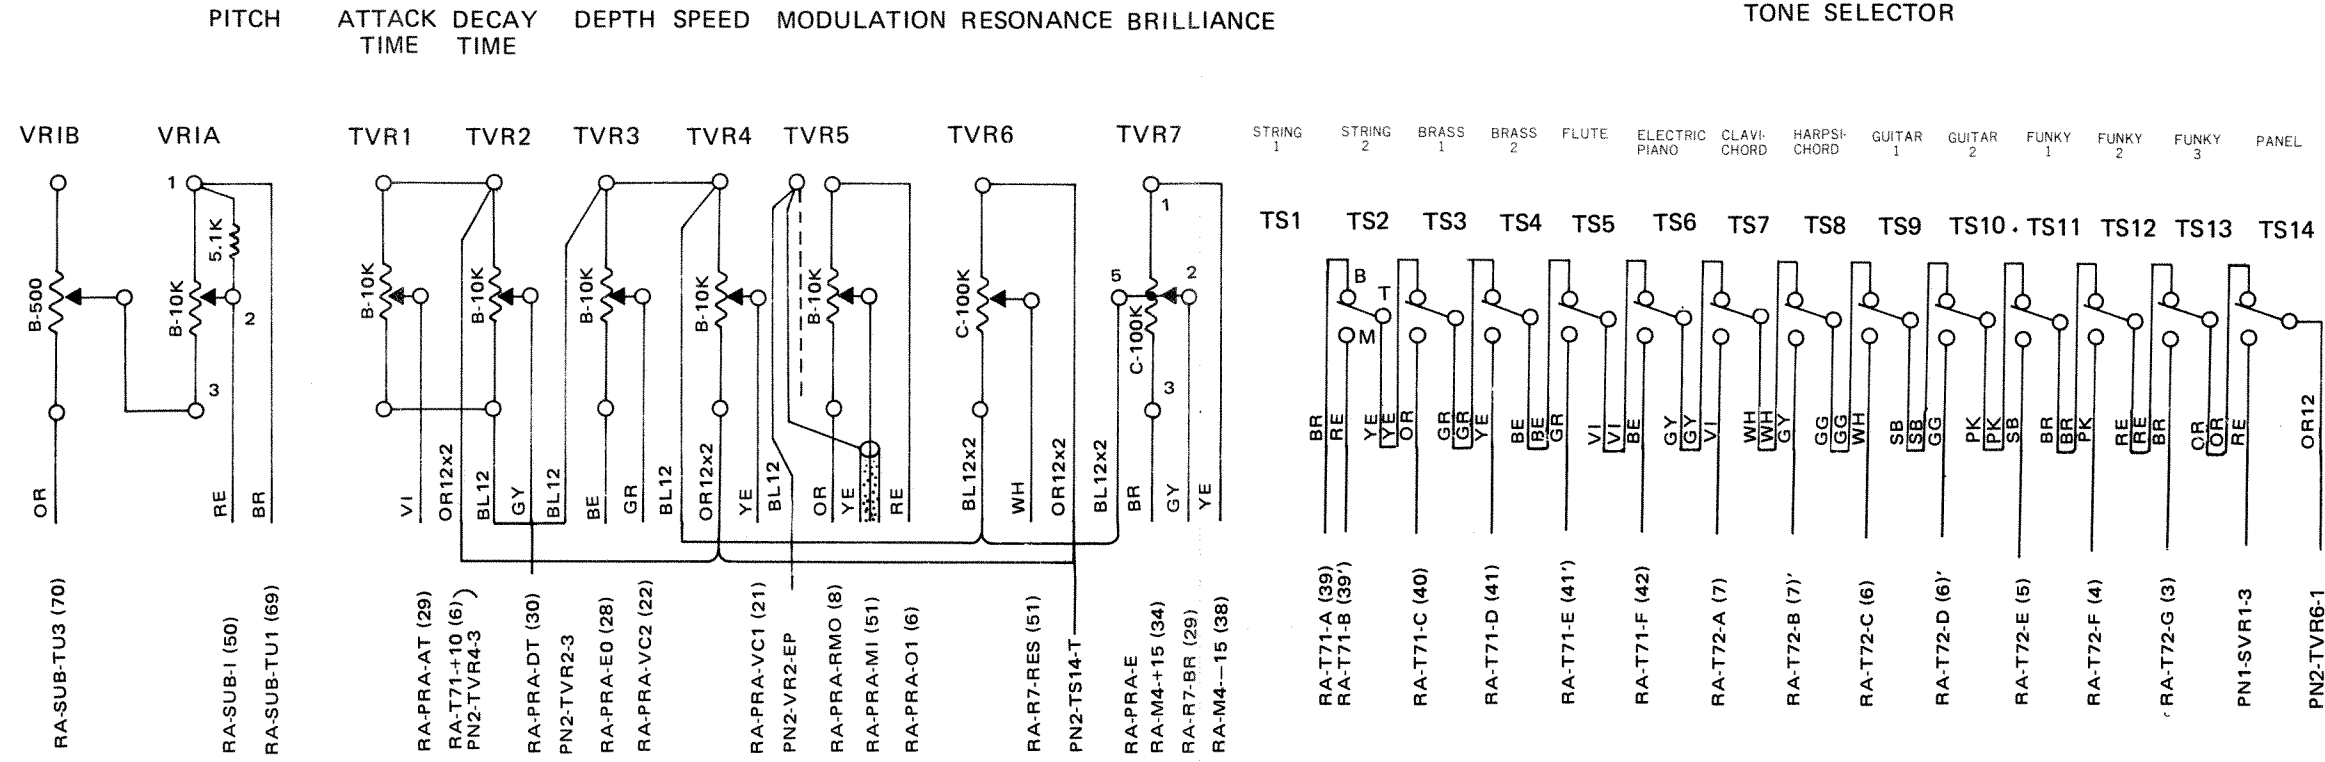 PITCH ATTACK DECAY DEPTH SPEED MODULATION RESONANCE BRILLIANCE TONE SELECTOR
TIME TIME
VRIB VRIA TVR1 TVR2 TVR3 TVR4 TVR5 TVR6 TVR7
STRING STRING BRASS BRASS FLUTE ELECTRIC CLAVI- HARPSI- GUITAR GUITAR FUNKY FUNKY FUNKY PANEL
1 2 1 2 PIANO CHORD CHORD 1 2 1 2 3
TS1 TS2 TS3 TS4 TS5 TS6 TS7 TS8 TS9 TS10 TS11 TS12 TS13 TS14
1 1
5.1K
B T
5 2
B-500 B-10K B-10K B-10K B-10K B-10K B-10K C-100K C-100K
2
M
3 3
OR RE BR VI OR12x2 BL12 GY BL12 BE GR BL12 OR12x2 YE BL12 OR YE RE BL12x2 WH OR12x2 BL12x2 BR GY YE
BR RE YE YE OR GR GR YE BE BE GR VI VI BE GY GY VI WH WH GY GG GG WH SB SB GG PK PK SB BR BR PK RE RE BR OR OR RE OR12
RA-SUB-TU3 (70)
RA-SUB-I (50)
RA-SUB-TU1 (69)
RA-PRA-AT (29)
RA-T71-+10 (6)
PN2-TVR4-3
RA-PRA-DT (30)
PN2-TVR2-3
RA-PRA-E0 (28)
RA-PRA-VC2 (22)
RA-PRA-VC1 (21)
PN2-VR2-EP
RA-PRA-RMO (8)
RA-PRA-MI (51)
RA-PRA-O1 (6)
RA-R7-RES (51)
PN2-TS14-T
RA-PRA-E
RA-M4-+15 (34)
RA-R7-BR (29)
RA-M4-–15 (38)
RA-T71-A (39)
RA-T71-B (39')
RA-T71-C (40)
RA-T71-D (41)
RA-T71-E (41')
RA-T71-F (42)
RA-T72-A (7)
RA-T72-B (7)'
RA-T72-C (6)
RA-T72-D (6)'
RA-T72-E (5)
RA-T72-F (4)
RA-T72-G (3)
PN1-SVR1-3
PN2-TVR6-1